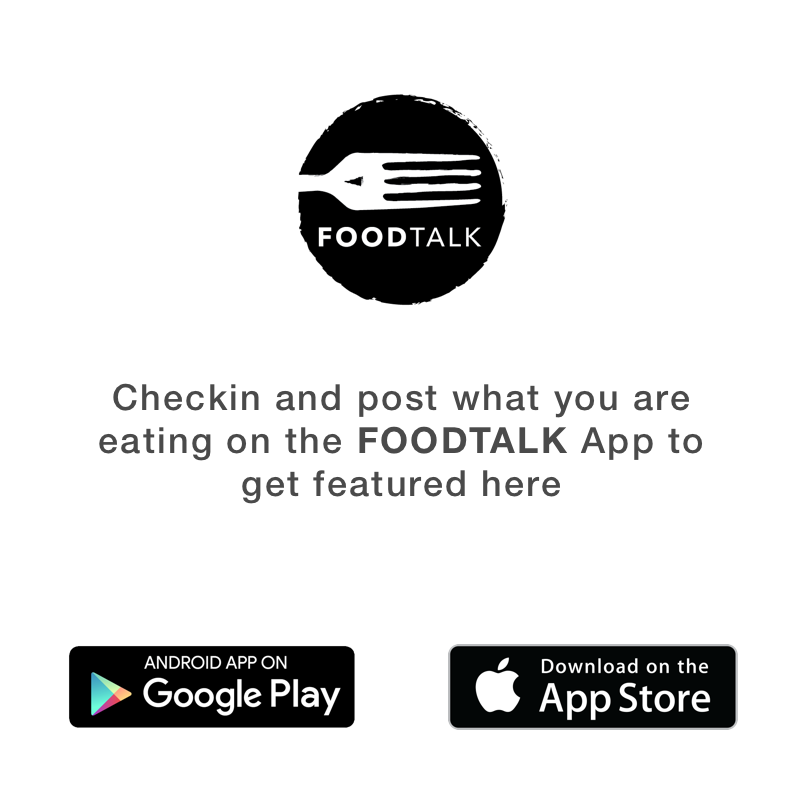 FOODTALK
Checkin and post what you are
eating on the FOODTALK App to
get featured here
ANDROID APP ON
Google Play
Download on the
App Store